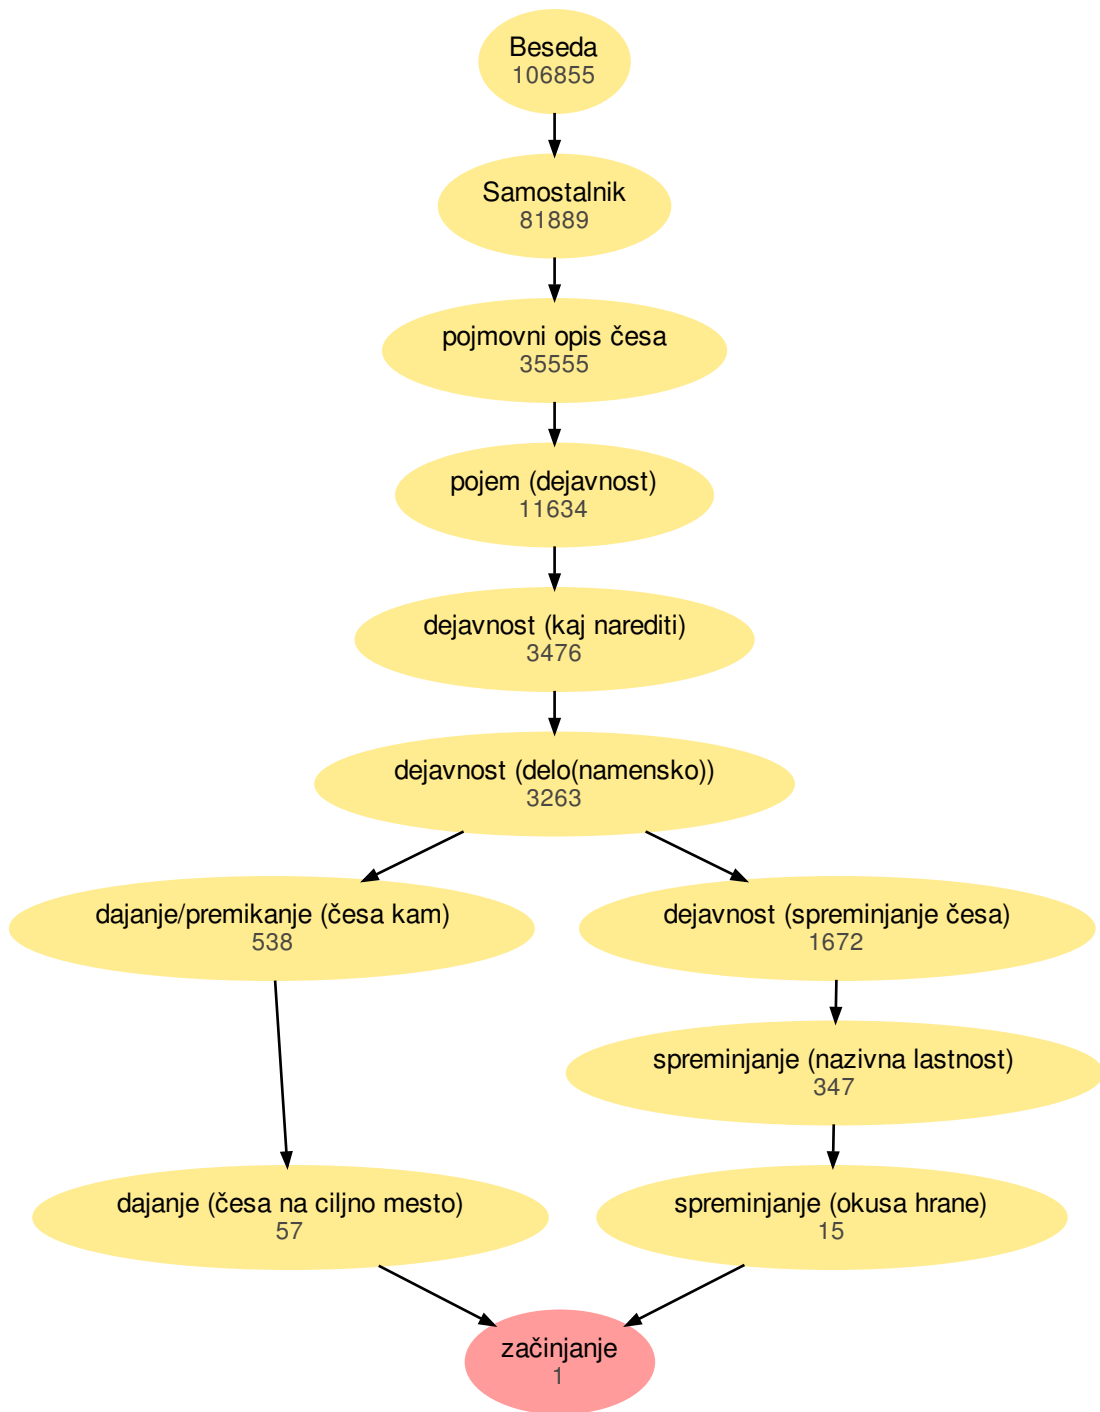 Beseda
106855
Samostalnik
81889
pojmovni opis česa
35555
pojem (dejavnost)
11634
dejavnost (kaj narediti)
3476
dejavnost (delo(namensko))
3263
dajanje/premikanje (česa kam)
538
dejavnost (spreminjanje česa)
1672
spreminjanje (nazivna lastnost)
347
dajanje (česa na ciljno mesto)
57
spreminjanje (okusa hrane)
15
začinjanje
1